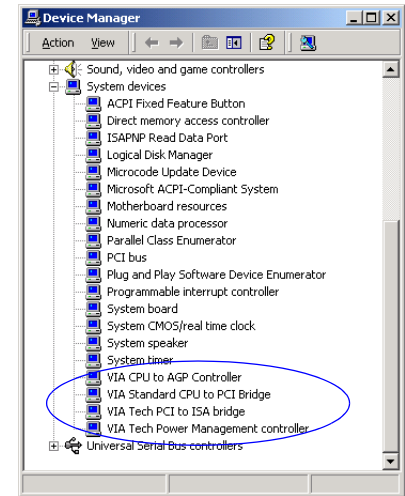 Device Manager
Action View
Sound, video and game controllers
System devices
ACPI Fixed Feature Button
Direct memory access controller
ISAPNP Read Data Port
Logical Disk Manager
Microcode Update Device
Microsoft ACPI-Compliant System
Motherboard resources
Numeric data processor
Parallel Class Enumerator
PCI bus
Plug and Play Software Device Enumerator
Programmable interrupt controller
System board
System CMOS/real time clock
System speaker
System timer
VIA CPU to AGP Controller
VIA Standard CPU to PCI Bridge
VIA Tech PCI to ISA bridge
VIA Tech Power Management controller
Universal Serial Bus controllers